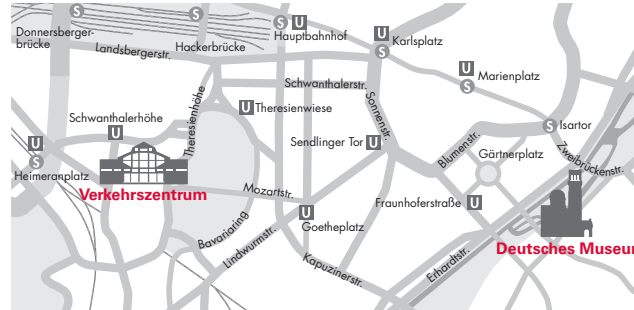 S
S
S U
Hauptbahnhof
U
S
Karlsplatz
Donnersberger-
brücke
Landsbergerstr.
Hackerbrücke
U
S
Marienplatz
Schwanthalerstr.
Sonnenstr.
Theresienhöhe
U Theresienwiese
Schwanthalerhöhe
U
Sendlinger Tor U
S Isartor
Blumenstr.
Gärtnerplatz
Zweibrückenstr.
U
S
Heimeranplatz
Verkehrszentrum
Mozartstr.
Fraunhoferstraße U
U
Goetheplatz
Bavariaring
Lindwurmstr.
Kapuzinerstr.
Erhardtstr.
Deutsches Museum